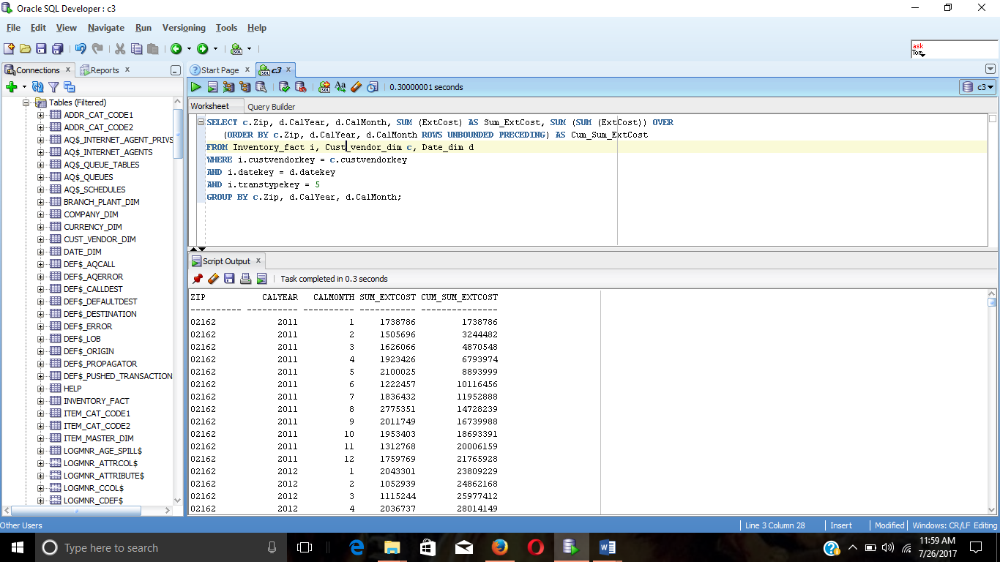 Oracle SQL Developer : c3
File Edit View Navigate Run Versioning Tools Help
ask
Tom
Connections x Reports x
Start Page x c3 x
0.30000001 seconds
c3
Worksheet Query Builder
Tables (Filtered)
ADDR_CAT_CODE1
ADDR_CAT_CODE2
AQ$_INTERNET_AGENT_PRIVS
AQ$_INTERNET_AGENTS
AQ$_QUEUE_TABLES
AQ$_QUEUES
AQ$_SCHEDULES
BRANCH_PLANT_DIM
COMPANY_DIM
CURRENCY_DIM
CUST_VENDOR_DIM
DATE_DIM
DEF$_AQCALL
DEF$_AQERROR
DEF$_CALLDEST
DEF$_DEFAULTDEST
DEF$_DESTINATION
DEF$_ERROR
DEF$_LOB
DEF$_ORIGIN
DEF$_PROPAGATOR
DEF$_PUSHED_TRANSACTION
HELP
INVENTORY_FACT
ITEM_CAT_CODE1
ITEM_CAT_CODE2
ITEM_MASTER_DIM
LOGMNR_AGE_SPILL$
LOGMNR_ATTRCOL$
LOGMNR_ATTRIBUTE$
LOGMNR_CCOL$
LOGMNR_CDEF$
SELECT c.Zip, d.CalYear, d.CalMonth, SUM (ExtCost) AS Sum_ExtCost, SUM (SUM (ExtCost)) OVER
(ORDER BY c.Zip, d.CalYear, d.CalMonth ROWS UNBOUNDED PRECEDING) AS Cum_Sum_ExtCost
FROM Inventory_fact i, Cust_vendor_dim c, Date_dim d
WHERE i.custvendorkey = c.custvendorkey
AND i.datekey = d.datekey
AND i.transtypekey = 5
GROUP BY c.Zip, d.CalYear, d.CalMonth;
Script Output x
Task completed in 0.3 seconds
ZIP CALYEAR CALMONTH SUM_EXTCOST CUM_SUM_EXTCOST
---------- ---------- ---------- ----------- ---------------
02162 2011 1 1738786 1738786
02162 2011 2 1505696 3244482
02162 2011 3 1626066 4870548
02162 2011 4 1923426 6793974
02162 2011 5 2100025 8893999
02162 2011 6 1222457 10116456
02162 2011 7 1836432 11952888
02162 2011 8 2775351 14728239
02162 2011 9 2011749 16739988
02162 2011 10 1953403 18693391
02162 2011 11 1312768 20006159
02162 2011 12 1759769 21765928
02162 2012 1 2043301 23809229
02162 2012 2 1052939 24862168
02162 2012 3 1115244 25977412
02162 2012 4 2036737 28014149
Other Users
Line 3 Column 28 Insert Modified Windows: CR/LF Editing
Type here to search
11:59 AM
7/26/2017